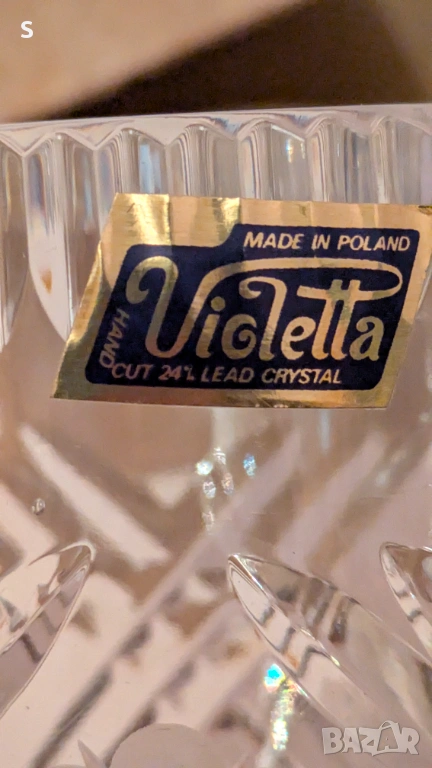 S
MADE IN POLAND
Violetta
HAND
CUT 24% LEAD CRYSTAL
BAZAR